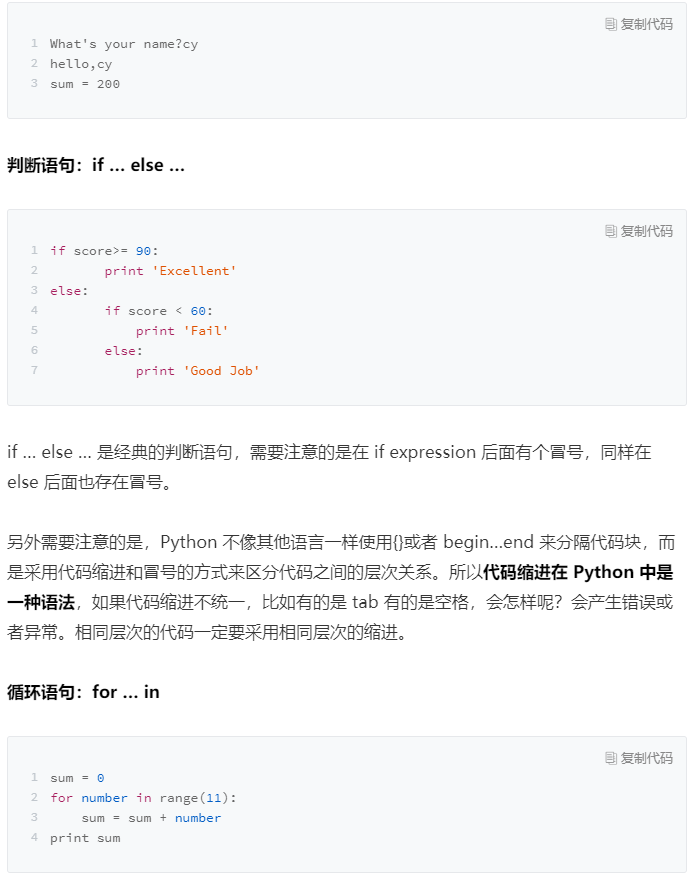 复制代码
1 What's your name?cy
2 hello,cy
3 sum = 200
判断语句：if … else …
复制代码
1 if score>= 90:
2        print 'Excellent'
3 else:
4        if score < 60:
5            print 'Fail'
6        else:
7            print 'Good Job'
if … else … 是经典的判断语句，需要注意的是在 if expression 后面有个冒号，同样在
else 后面也存在冒号。
另外需要注意的是，Python 不像其他语言一样使用{}或者 begin…end 来分隔代码块，而
是采用代码缩进和冒号的方式来区分代码之间的层次关系。所以代码缩进在 Python 中是
一种语法，如果代码缩进不统一，比如有的是 tab 有的是空格，会怎样呢？会产生错误或
者异常。相同层次的代码一定要采用相同层次的缩进。
循环语句：for … in
复制代码
1 sum = 0
2 for number in range(11):
3     sum = sum + number
4 print sum